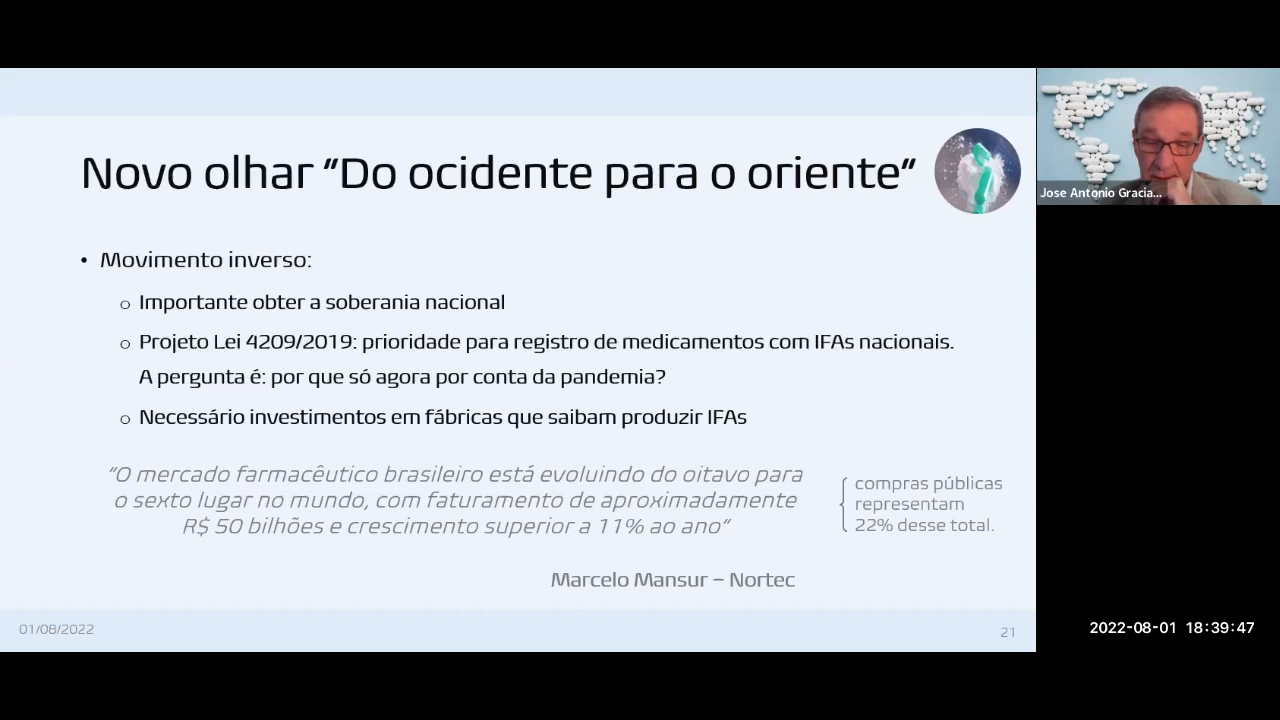 Novo olhar “Do ocidente para o oriente”
• Movimento inverso:
o Importante obter a soberania nacional
o Projeto Lei 4209/2019: prioridade para registro de medicamentos com IFAs nacionais.
A pergunta é: por que só agora por conta da pandemia?
o Necessário investimentos em fábricas que saibam produzir IFAs
“O mercado farmacêutico brasileiro está evoluindo do oitavo para
o sexto lugar no mundo, com faturamento de aproximadamente
R$ 50 bilhões e crescimento superior a 11% ao ano”
compras públicas
representam
22% desse total.
Marcelo Mansur – Nortec
01/08/2022
21
Jose Antonio Gracia...
2022-08-01 18:39:47